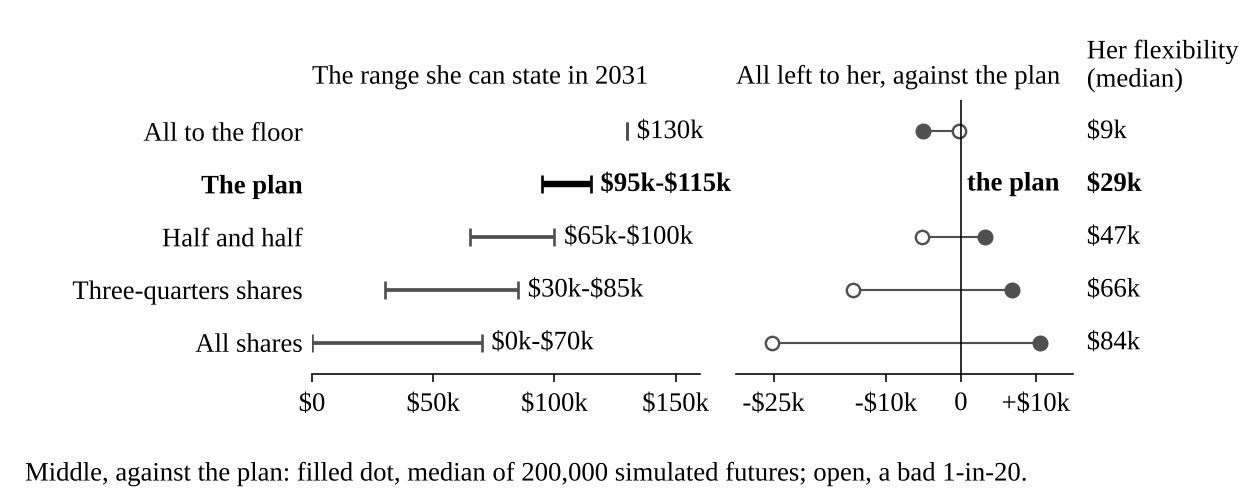 Her flexibility
(median)
The range she can state in 2031
All left to her, against the plan
All to the floor
$130k
$9k
The plan
$95k-$115k
the plan
$29k
Half and half
$65k-$100k
$47k
Three-quarters shares
$30k-$85k
$66k
All shares
$0k-$70k
$84k
$0
$50k
$100k
$150k
-$25k
-$10k
0
+$10k
Middle, against the plan: filled dot, median of 200,000 simulated futures; open, a bad 1-in-20.